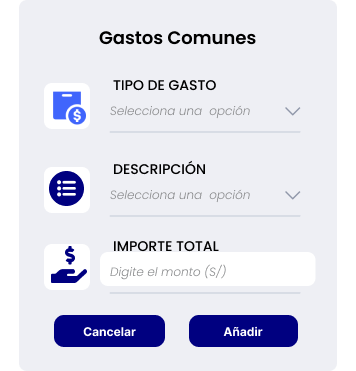 Gastos Comunes
TIPO DE GASTO
Selecciona una opción
DESCRIPCIÓN
Selecciona una opción
IMPORTE TOTAL
Digite el monto (S/)
Cancelar Añadir